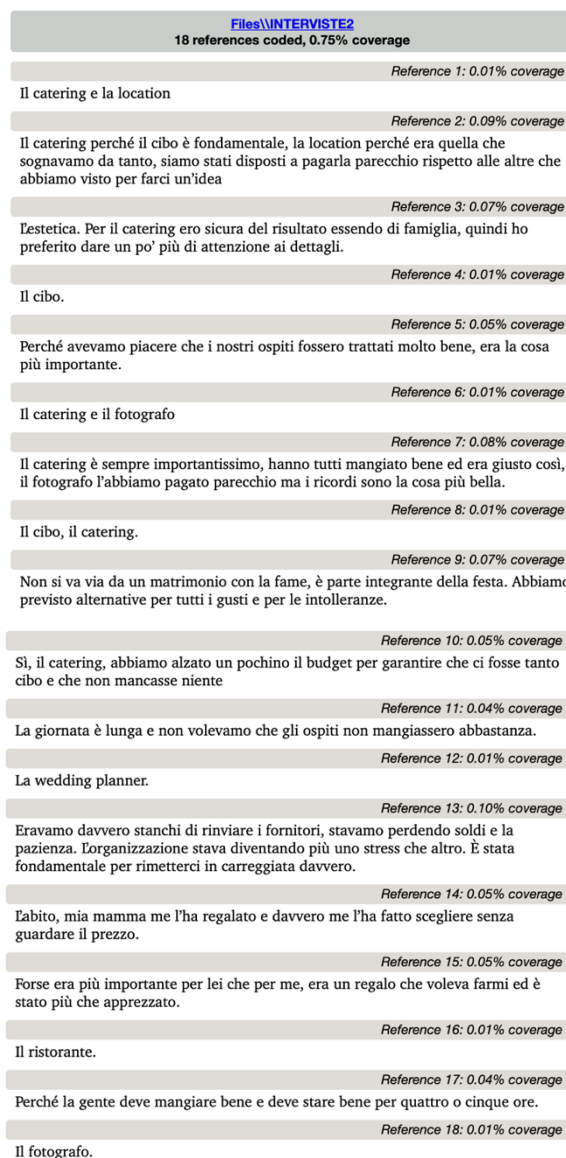 Files\\INTERVISTE2
18 references coded, 0.75% coverage
Reference 1: 0.01% coverage
Il catering e la location
Reference 2: 0.09% coverage
Il catering perché il cibo è fondamentale, la location perché era quella che
sognavamo da tanto, siamo stati disposti a pagarla parecchio rispetto alle altre che
abbiamo visto per farci un’idea
Reference 3: 0.07% coverage
L’estetica. Per il catering ero sicura del risultato essendo di famiglia, quindi ho
preferito dare un po’ più di attenzione ai dettagli.
Reference 4: 0.01% coverage
Il cibo.
Reference 5: 0.05% coverage
Perché avevamo piacere che i nostri ospiti fossero trattati molto bene, era la cosa
più importante.
Reference 6: 0.01% coverage
Il catering e il fotografo
Reference 7: 0.08% coverage
Il catering è sempre importantissimo, hanno tutti mangiato bene ed era giusto così,
il fotografo l’abbiamo pagato parecchio ma i ricordi sono la cosa più bella.
Reference 8: 0.01% coverage
Il cibo, il catering.
Reference 9: 0.07% coverage
Non si va via da un matrimonio con la fame, è parte integrante della festa. Abbiamo
previsto alternative per tutti i gusti e per le intolleranze.
Reference 10: 0.05% coverage
Sì, il catering, abbiamo alzato un pochino il budget per garantire che ci fosse tanto
cibo e che non mancasse niente
Reference 11: 0.04% coverage
La giornata è lunga e non volevamo che gli ospiti non mangiassero abbastanza.
Reference 12: 0.01% coverage
La wedding planner.
Reference 13: 0.10% coverage
Eravamo davvero stanchi di rinviare i fornitori, stavamo perdendo soldi e la
pazienza. L’organizzazione stava diventando più uno stress che altro. È stata
fondamentale per rimetterci in carreggiata davvero.
Reference 14: 0.05% coverage
L’abito, mia mamma me l’ha regalato e davvero me l’ha fatto scegliere senza
guardare il prezzo.
Reference 15: 0.05% coverage
Forse era più importante per lei che per me, era un regalo che voleva farmi ed è
stato più che apprezzato.
Reference 16: 0.01% coverage
Il ristorante.
Reference 17: 0.04% coverage
Perché la gente deve mangiare bene e deve stare bene per quattro o cinque ore.
Reference 18: 0.01% coverage
Il fotografo.